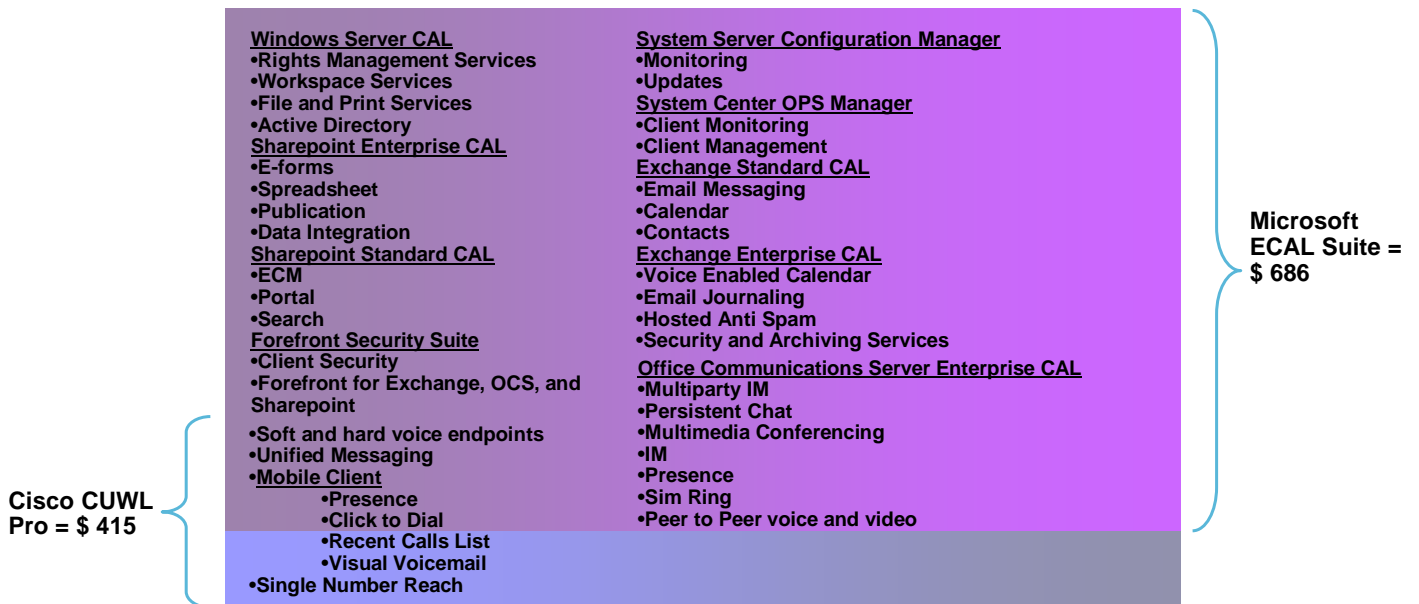 Windows Server CAL
•Rights Management Services
•Workspace Services
•File and Print Services
•Active Directory
Sharepoint Enterprise CAL
•E-forms
•Spreadsheet
•Publication
•Data Integration
Sharepoint Standard CAL
•ECM
•Portal
•Search
Forefront Security Suite
•Client Security
•Forefront for Exchange, OCS, and
Sharepoint
•Soft and hard voice endpoints
•Unified Messaging
•Mobile Client
•Presence
•Click to Dial
•Recent Calls List
•Visual Voicemail
•Single Number Reach
System Server Configuration Manager
•Monitoring
•Updates
System Center OPS Manager
•Client Monitoring
•Client Management
Exchange Standard CAL
•Email Messaging
•Calendar
•Contacts
Exchange Enterprise CAL
•Voice Enabled Calendar
•Email Journaling
•Hosted Anti Spam
•Security and Archiving Services
Office Communications Server Enterprise CAL
•Multiparty IM
•Persistent Chat
•Multimedia Conferencing
•IM
•Presence
•Sim Ring
•Peer to Peer voice and video
Microsoft
ECAL Suite =
$ 686
Cisco CUWL
Pro = $ 415